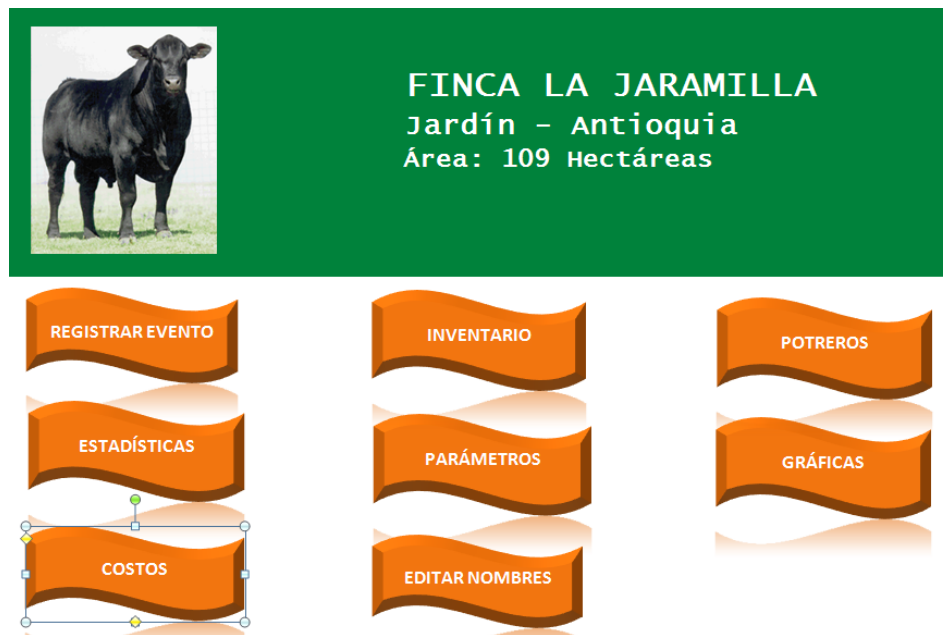 FINCA LA JARAMILLA
Jardín – Antioquia
Área: 109 Hectáreas
REGISTRAR EVENTO
INVENTARIO
POTREROS
ESTADÍSTICAS
PARÁMETROS
GRÁFICAS
COSTOS
EDITAR NOMBRES